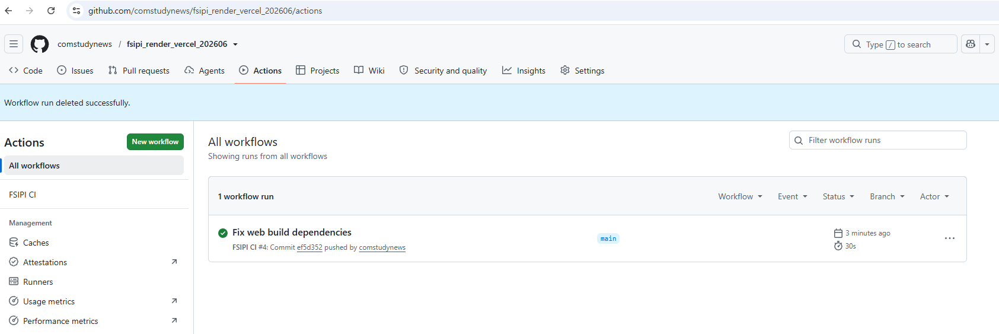 github.com/comstudynews/fsipi_render_vercel_202606/actions
comstudynews / fsipi_render_vercel_202606
Type / to search
Code Issues Pull requests Agents Actions Projects Wiki Security and quality Insights Settings
Workflow run deleted successfully.
Actions
New workflow
All workflows
FSIPI CI
Management
Caches
Attestations
Runners
Usage metrics
Performance metrics
All workflows
Showing runs from all workflows
Filter workflow runs
1 workflow run
Workflow Event Status Branch Actor
Fix web build dependencies
FSIPI CI #4: Commit ef5d352 pushed by comstudynews
main
3 minutes ago
30s